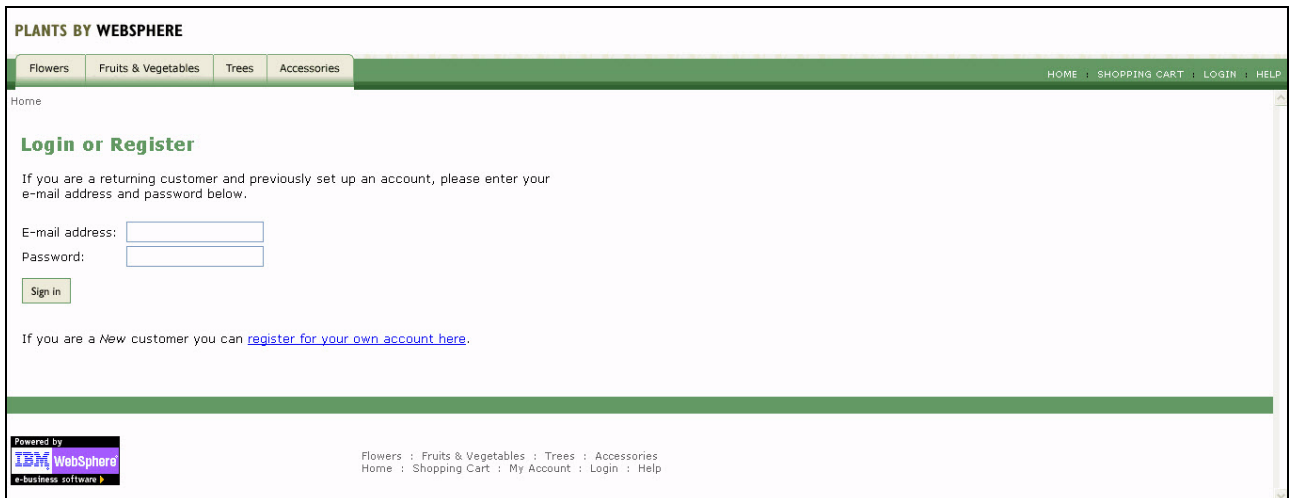 PLANTS BY WEBSPHERE
Flowers Fruits & Vegetables Trees Accessories
HOME : SHOPPING CART : LOGIN : HELP
Home
Login or Register
If you are a returning customer and previously set up an account, please enter your
e-mail address and password below.
E-mail address:
Password:
Sign in
If you are a New customer you can register for your own account here.
Powered by
IBM WebSphere
e-business software
Flowers : Fruits & Vegetables : Trees : Accessories
Home : Shopping Cart : My Account : Login : Help